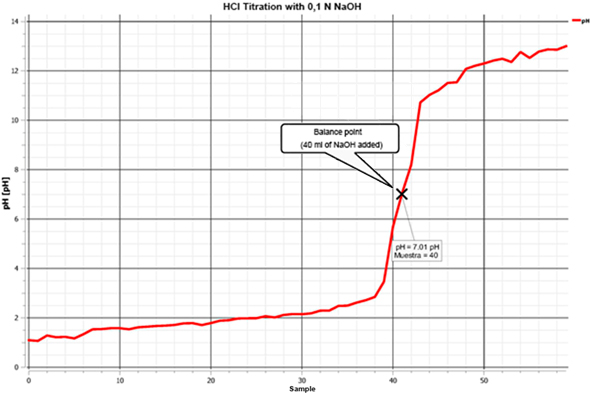 HCl Titration with 0,1 N NaOH
pH
14
12
10
8
6
4
2
0
pH [pH]
Balance point
(40 ml of NaOH added)
pH = 7.01 pH
Muestra = 40
0
10
20
30
40
50
Sample